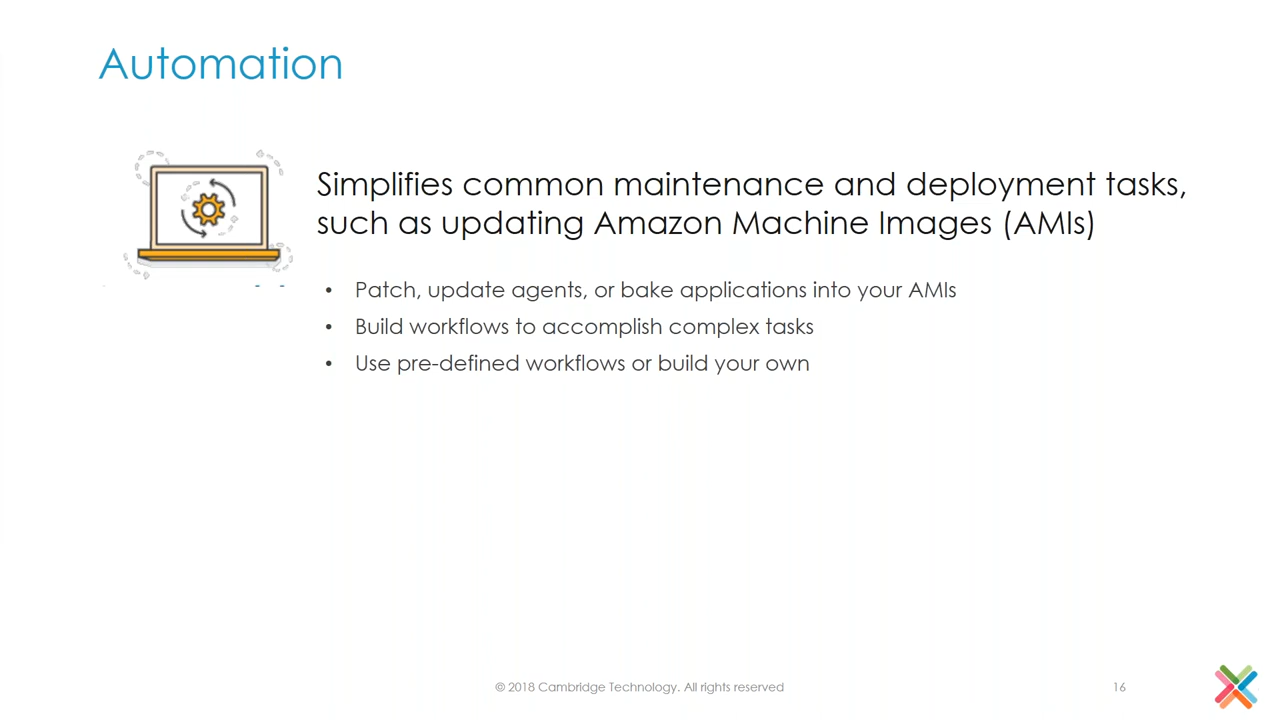 Automation
Simplifies common maintenance and deployment tasks,
such as updating Amazon Machine Images (AMIs)
• Patch, update agents, or bake applications into your AMIs
• Build workflows to accomplish complex tasks
• Use pre-defined workflows or build your own
© 2018 Cambridge Technology. All rights reserved
16